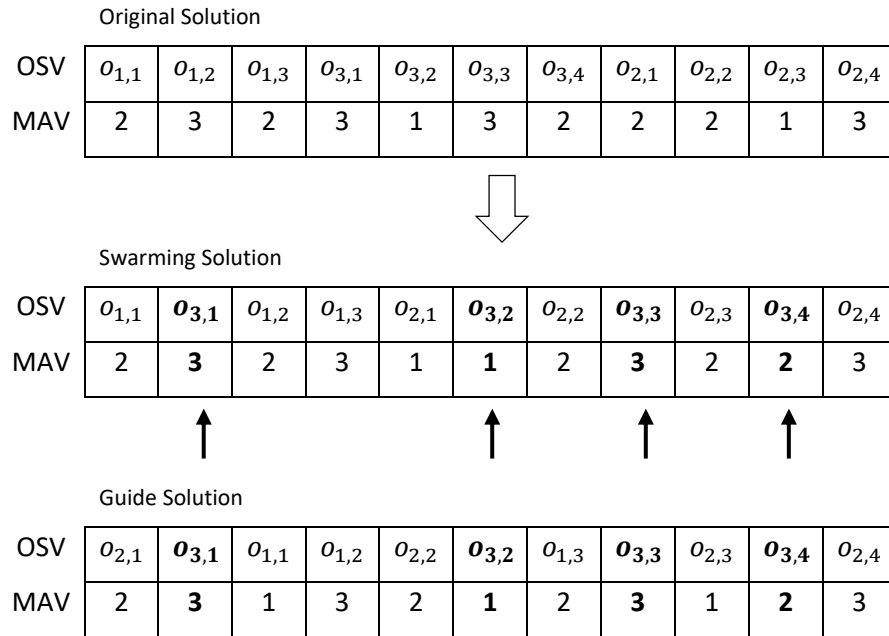 Original Solution
OSV o1,1 o1,2 o1,3 o3,1 o3,2 o3,3 o3,4 o2,1 o2,2 o2,3 o2,4
MAV 2 3 2 3 1 3 2 2 2 1 3
Swarming Solution
OSV o1,1 o3,1 o1,2 o1,3 o2,1 o3,2 o2,2 o3,3 o2,3 o3,4 o2,4
MAV 2 3 2 3 1 1 2 3 2 2 3
Guide Solution
OSV o2,1 o3,1 o1,1 o1,2 o2,2 o3,2 o1,3 o3,3 o2,3 o3,4 o2,4
MAV 2 3 1 3 2 1 2 3 1 2 3